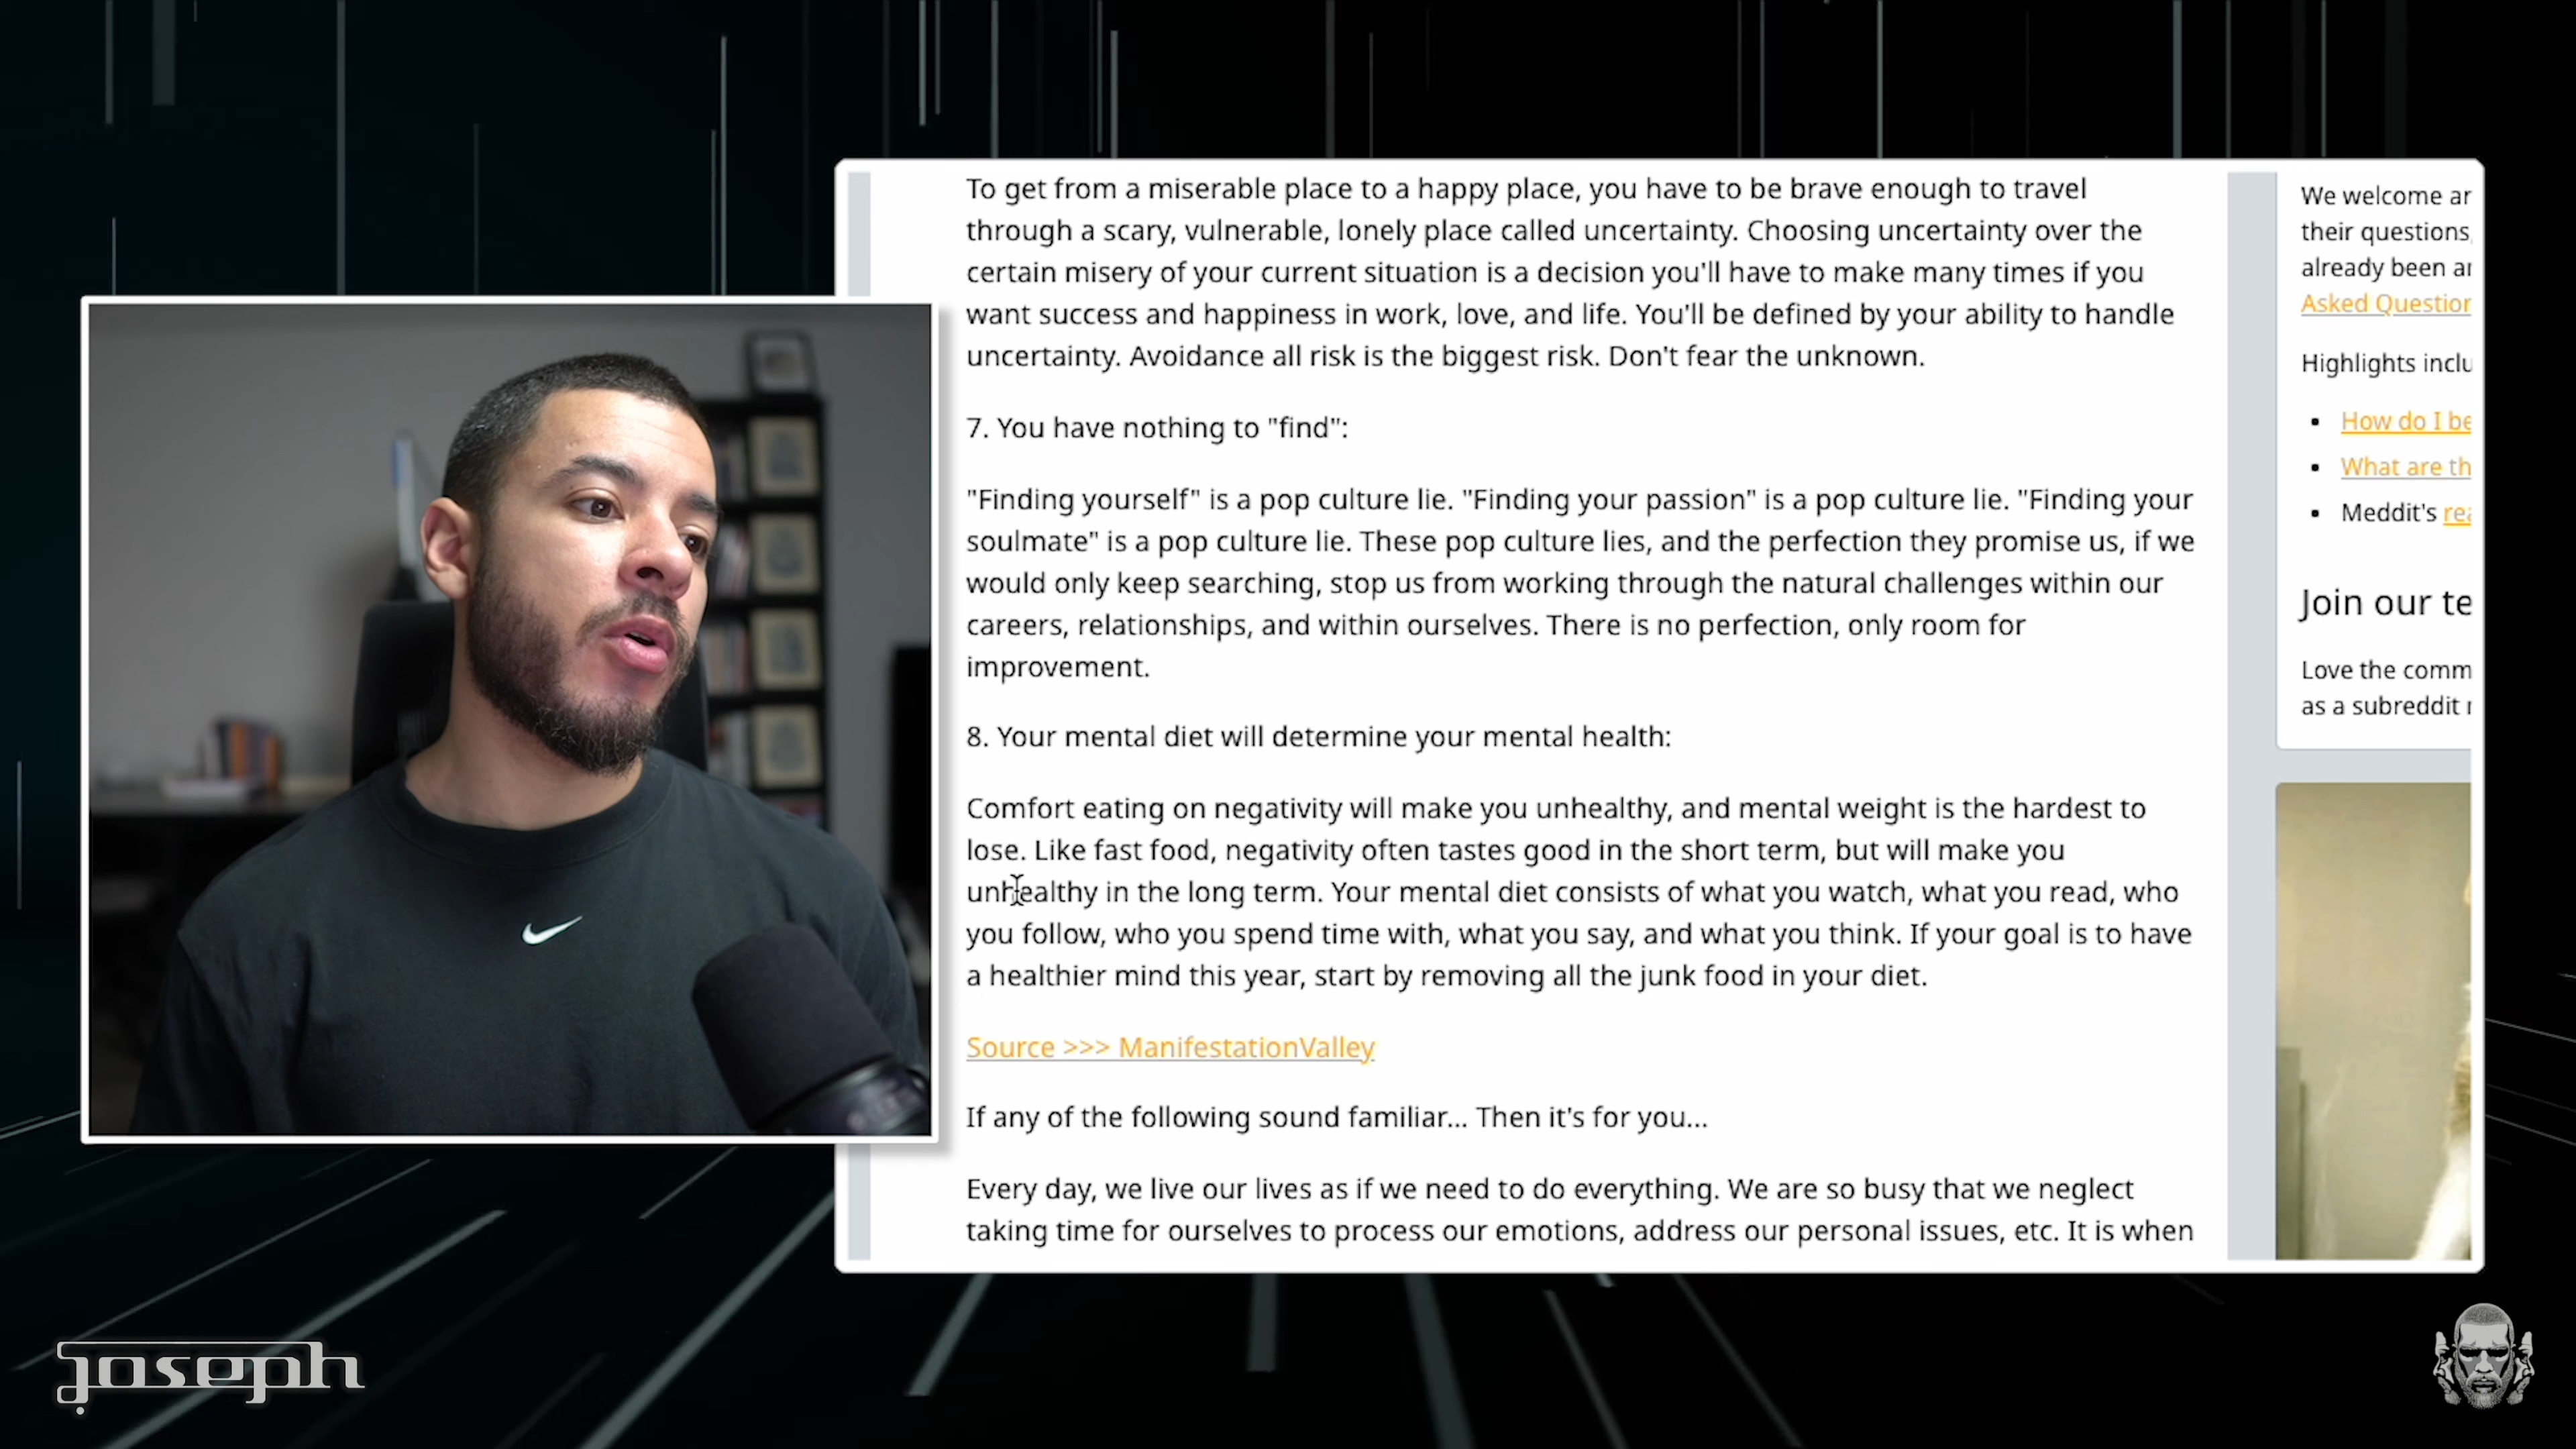 To get from a miserable place to a happy place, you have to be brave enough to travel
through a scary, vulnerable, lonely place called uncertainty. Choosing uncertainty over the
certain misery of your current situation is a decision you'll have to make many times if you
want success and happiness in work, love, and life. You'll be defined by your ability to handle
uncertainty. Avoidance all risk is the biggest risk. Don't fear the unknown.
7. You have nothing to "find":
"Finding yourself" is a pop culture lie. "Finding your passion" is a pop culture lie. "Finding your
soulmate" is a pop culture lie. These pop culture lies, and the perfection they promise us, if we
would only keep searching, stop us from working through the natural challenges within our
careers, relationships, and within ourselves. There is no perfection, only room for
improvement.
8. Your mental diet will determine your mental health:
Comfort eating on negativity will make you unhealthy, and mental weight is the hardest to
lose. Like fast food, negativity often tastes good in the short term, but will make you
unhealthy in the long term. Your mental diet consists of what you watch, what you read, who
you follow, who you spend time with, what you say, and what you think. If your goal is to have
a healthier mind this year, start by removing all the junk food in your diet.
Source >>> ManifestationValley
If any of the following sound familiar... Then it's for you...
Every day, we live our lives as if we need to do everything. We are so busy that we neglect
taking time for ourselves to process our emotions, address our personal issues, etc. It is when
We welcome
their questions,
already been
Asked
Highlights
How do I
What are
Meddit's
Join our
Love the
as a subreddit
joseph